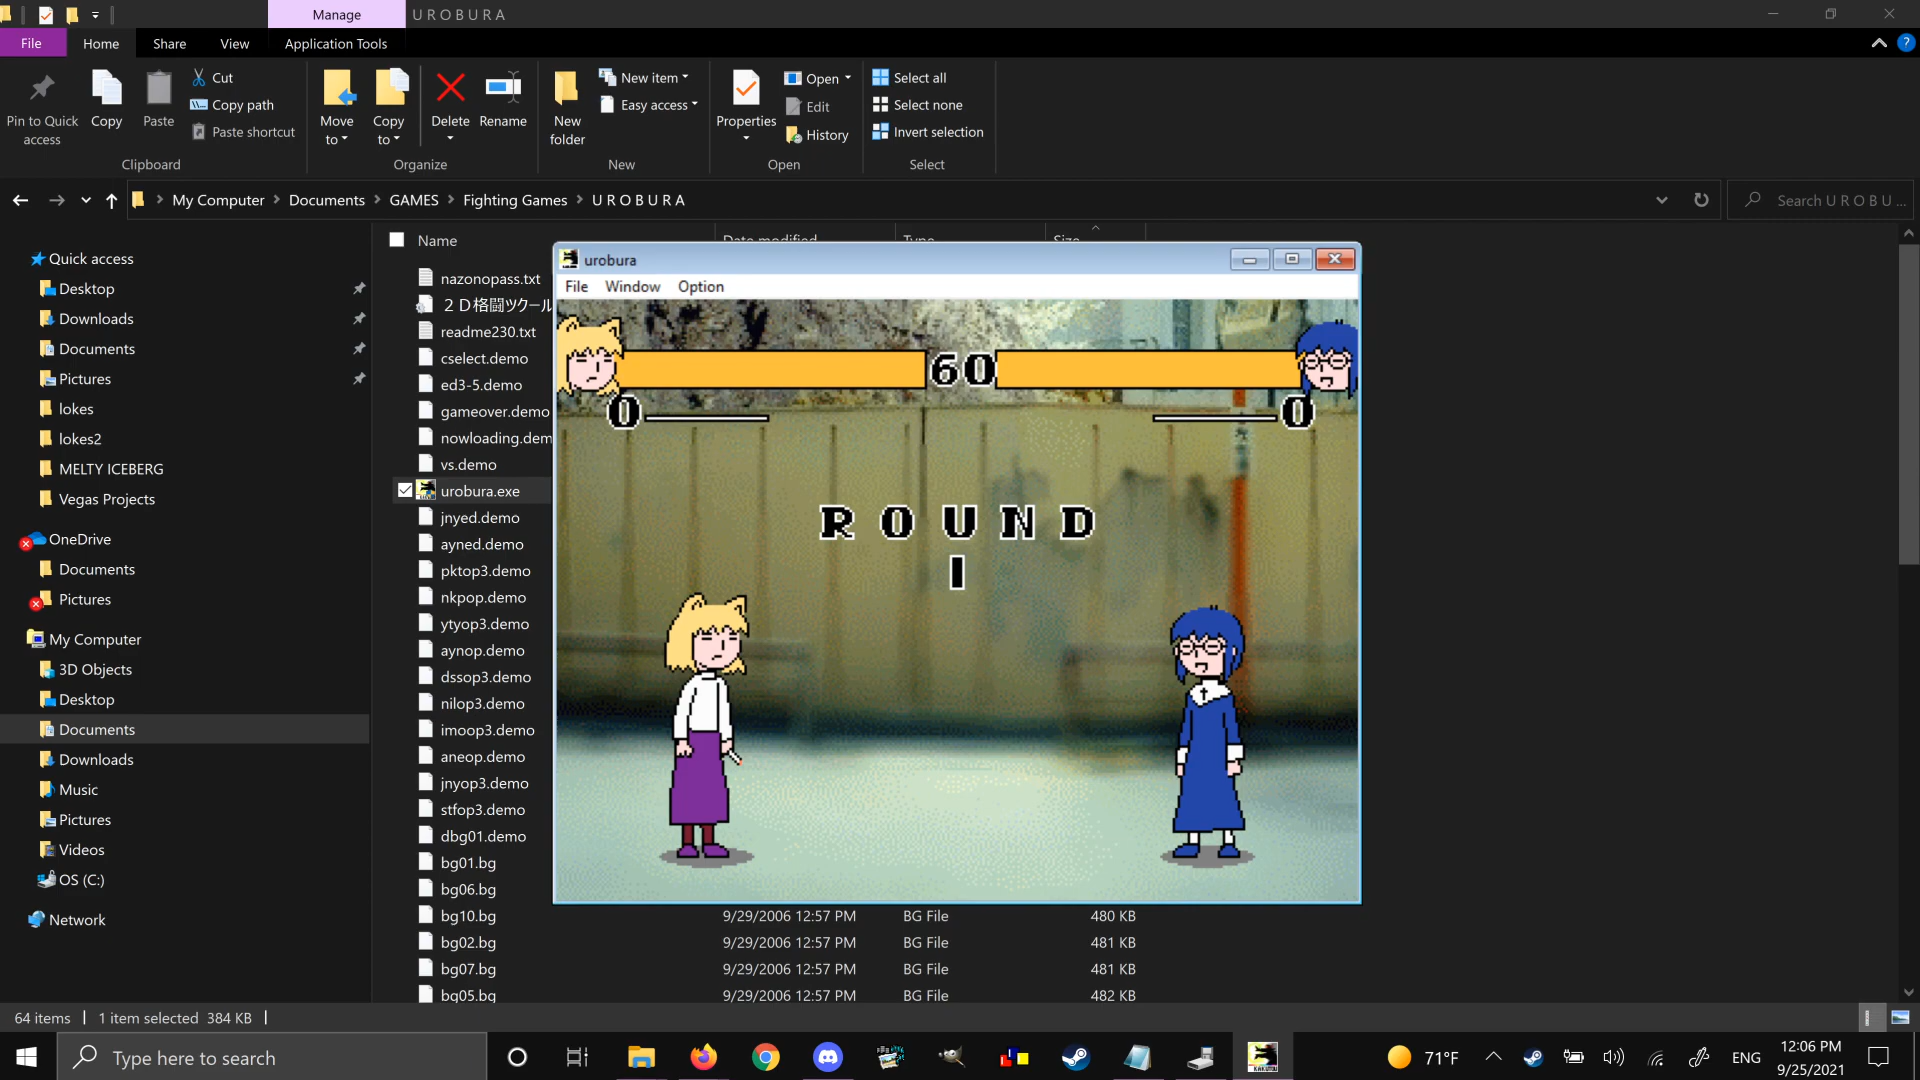 Manage
U R O B U R A
File
Home
Share
View
Application Tools
Pin to Quick access
Copy
Paste
Cut
Copy path
Paste shortcut
Clipboard
Move to
Copy to
Delete
Rename
Organize
New folder
New item
Easy access
New
Properties
Open
Edit
History
Open
Select all
Select none
Invert selection
Select
My Computer
Documents
GAMES
Fighting Games
U R O B U R A
Search U R O B U ...
Quick access
Desktop
Downloads
Documents
Pictures
lokes
lokes2
MELTY ICEBERG
Vegas Projects
OneDrive
Documents
Pictures
My Computer
3D Objects
Desktop
Documents
Downloads
Music
Pictures
Videos
OS (C:)
Network
Name
Date modified
Type
Size
nazonopass.txt
２Ｄ格闘ツクール
readme230.txt
cselect.demo
ed3-5.demo
gameover.demo
nowloading.dem
vs.demo
urobura.exe
jnyed.demo
ayned.demo
pktop3.demo
nkpop.demo
ytyop3.demo
aynop.demo
dssop3.demo
nilop3.demo
imoop3.demo
aneop.demo
jnyop3.demo
stfop3.demo
dbg01.demo
bg01.bg
bg06.bg
bg10.bg 9/29/2006 12:57 PM BG File 480 KB
bg02.bg 9/29/2006 12:57 PM BG File 481 KB
bg07.bg 9/29/2006 12:57 PM BG File 481 KB
bg05.bg 9/29/2006 12:57 PM BG File 482 KB
urobura
File Window Option
60
0
0
R O U N D
1
64 items
1 item selected 384 KB
Type here to search
71°F
ENG
12:06 PM
9/25/2021